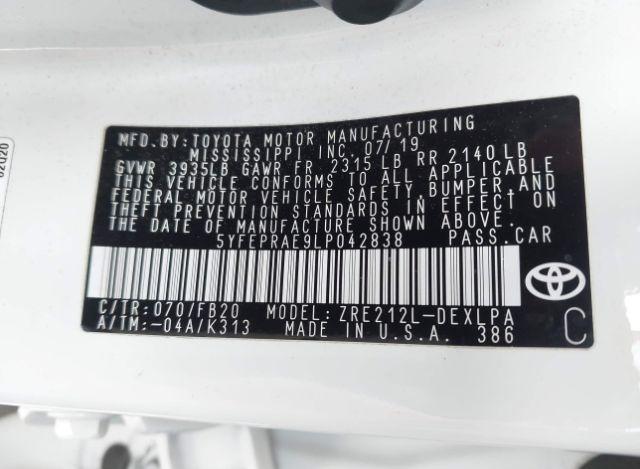 MFD. BY: TOYOTA MOTOR MANUFACTURING
MISSISSIPPI, INC. 07/19
GVWR 3935LB GAWR FR 2315 LB RR 2140 LB
THIS VEHICLE CONFORMS TO ALL APPLICABLE
FEDERAL MOTOR VEHICLE SAFETY, BUMPER, AND
THEFT PREVENTION STANDARDS IN EFFECT ON
THE DATE OF MANUFACTURE SHOWN ABOVE.
5YFEPRAE9LP042838 PASS.CAR
C/TR: 070/FB20 MODEL: ZRE212L-DEXLPA
A/TM: -04A/K313 MADE IN U.S.A. 386
C